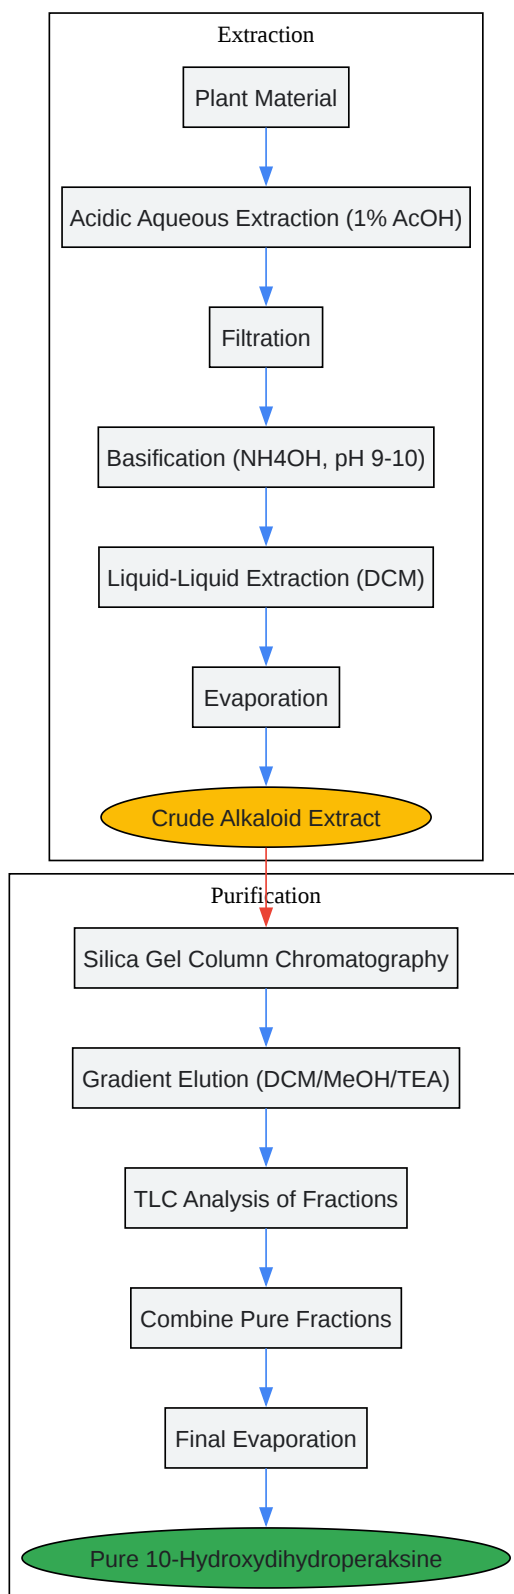 Extraction
Plant Material
Acidic Aqueous Extraction (1% AcOH)
Filtration
Basification (NH4OH, pH 9-10)
Liquid-Liquid Extraction (DCM)
Evaporation
Crude Alkaloid Extract
Purification
Silica Gel Column Chromatography
Gradient Elution (DCM/MeOH/TEA)
TLC Analysis of Fractions
Combine Pure Fractions
Final Evaporation
Pure 10-Hydroxydihydroperaksine